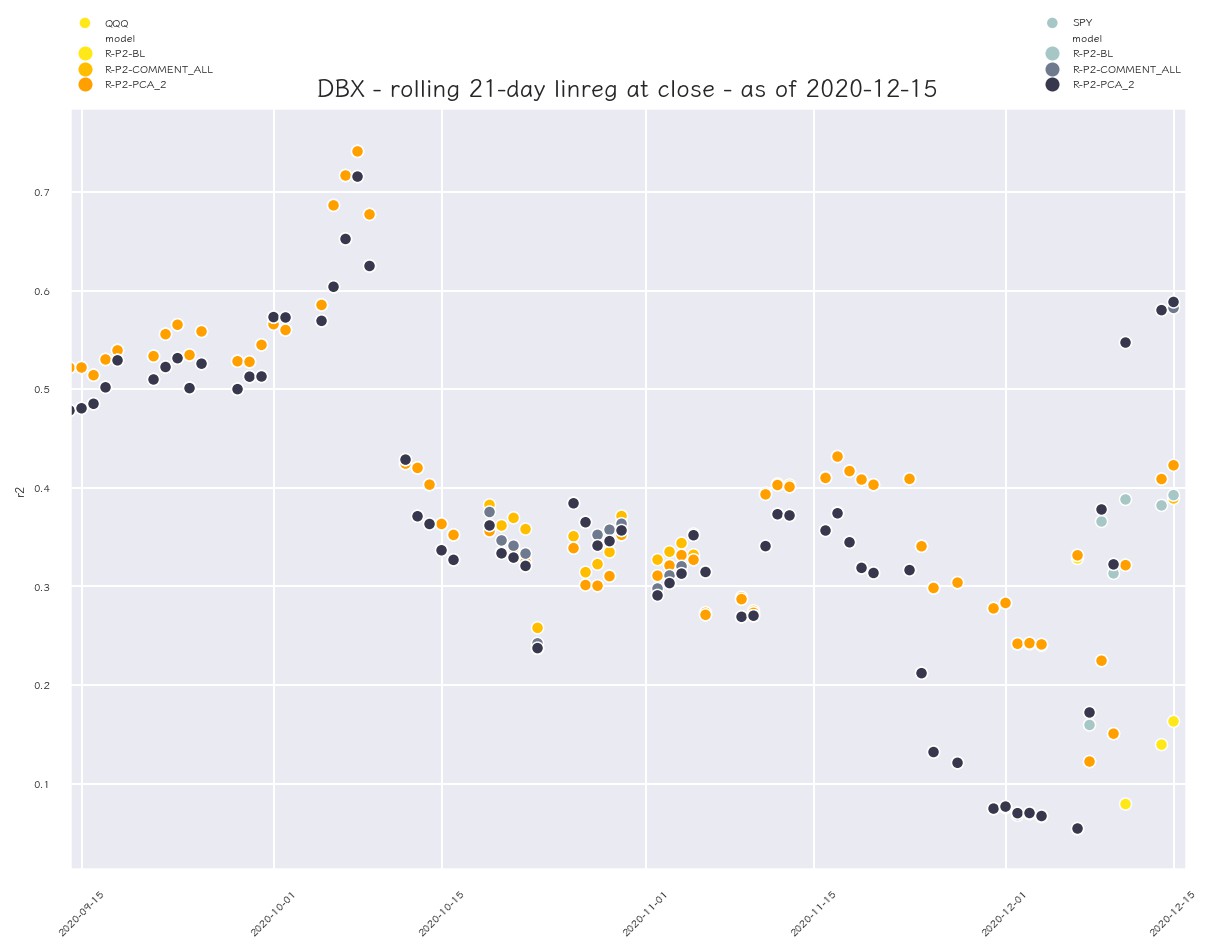 QQQ
model
R-P2-BL
R-P2-COMMENT_ALL
R-P2-PCA_2
SPY
model
R-P2-BL
R-P2-COMMENT_ALL
R-P2-PCA_2
DBX - rolling 21-day linreg at close - as of 2020-12-15
0.7
0.6
0.5
0.4
0.3
0.2
0.1
r2
2020-09-15
2020-10-01
2020-10-15
2020-11-01
2020-11-15
2020-12-01
2020-12-15